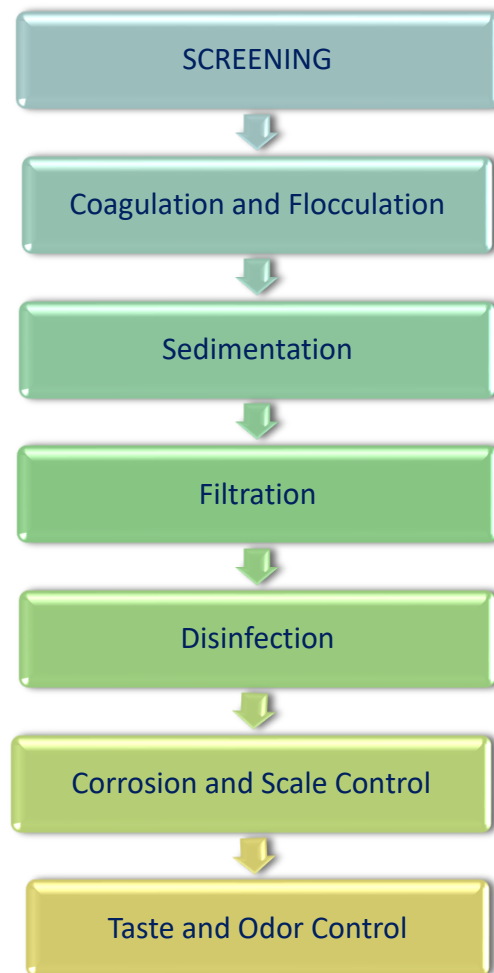 SCREENING
Coagulation and Flocculation
Sedimentation
Filtration
Disinfection
Corrosion and Scale Control
Taste and Odor Control